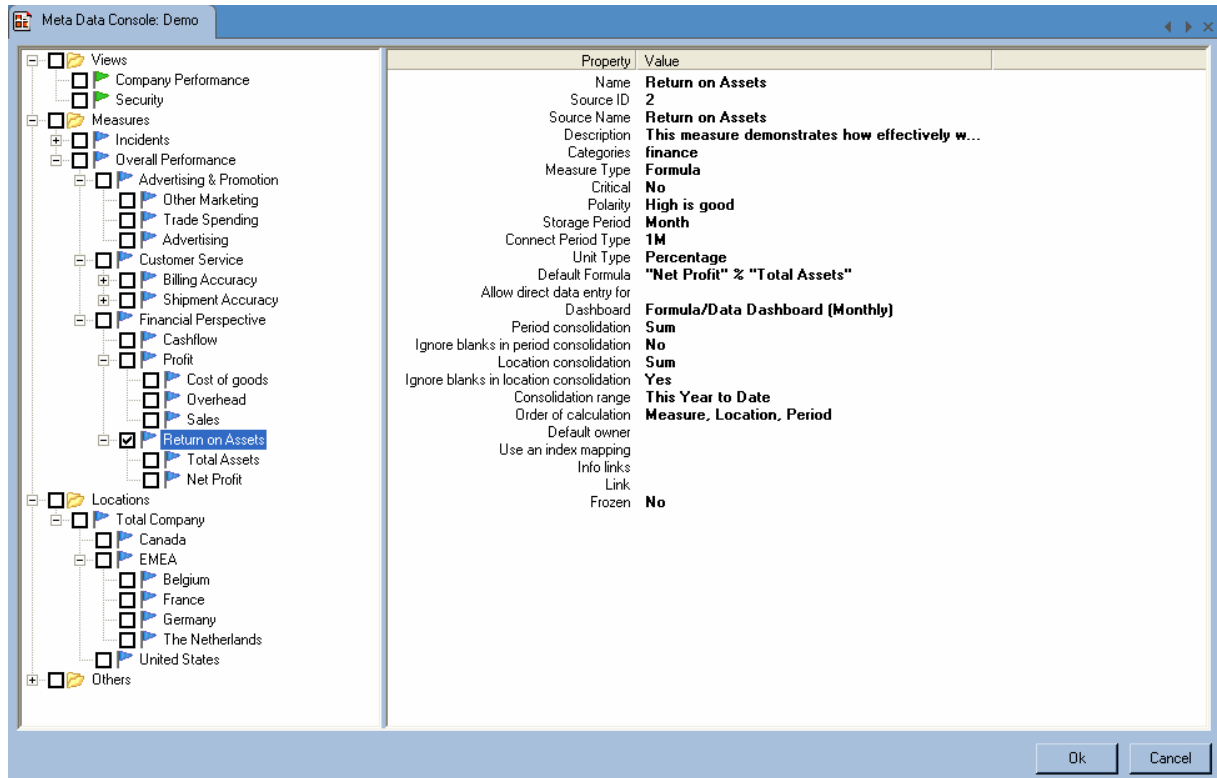 Meta Data Console: Demo
Views
Company Performance
Security
Measures
Incidents
Overall Performance
Advertising & Promotion
Other Marketing
Trade Spending
Advertising
Customer Service
Billing Accuracy
Shipment Accuracy
Financial Perspective
Cashflow
Profit
Cost of goods
Overhead
Sales
Return on Assets
Total Assets
Net Profit
Locations
Total Company
Canada
EMEA
Belgium
France
Germany
The Netherlands
United States
Others
Property Value
Name Return on Assets
Source ID 2
Source Name Return on Assets
Description This measure demonstrates how effectively w...
Categories finance
Measure Type Formula
Critical No
Polarity High is good
Storage Period Month
Connect Period Type 1M
Unit Type Percentage
Default Formula "Net Profit" % "Total Assets"
Allow direct data entry for
Dashboard Formula/Data Dashboard (Monthly)
Period consolidation Sum
Ignore blanks in period consolidation No
Location consolidation Sum
Ignore blanks in location consolidation Yes
Consolidation range This Year to Date
Order of calculation Measure, Location, Period
Default owner
Use an index mapping
Info links
Link
Frozen No
Ok Cancel